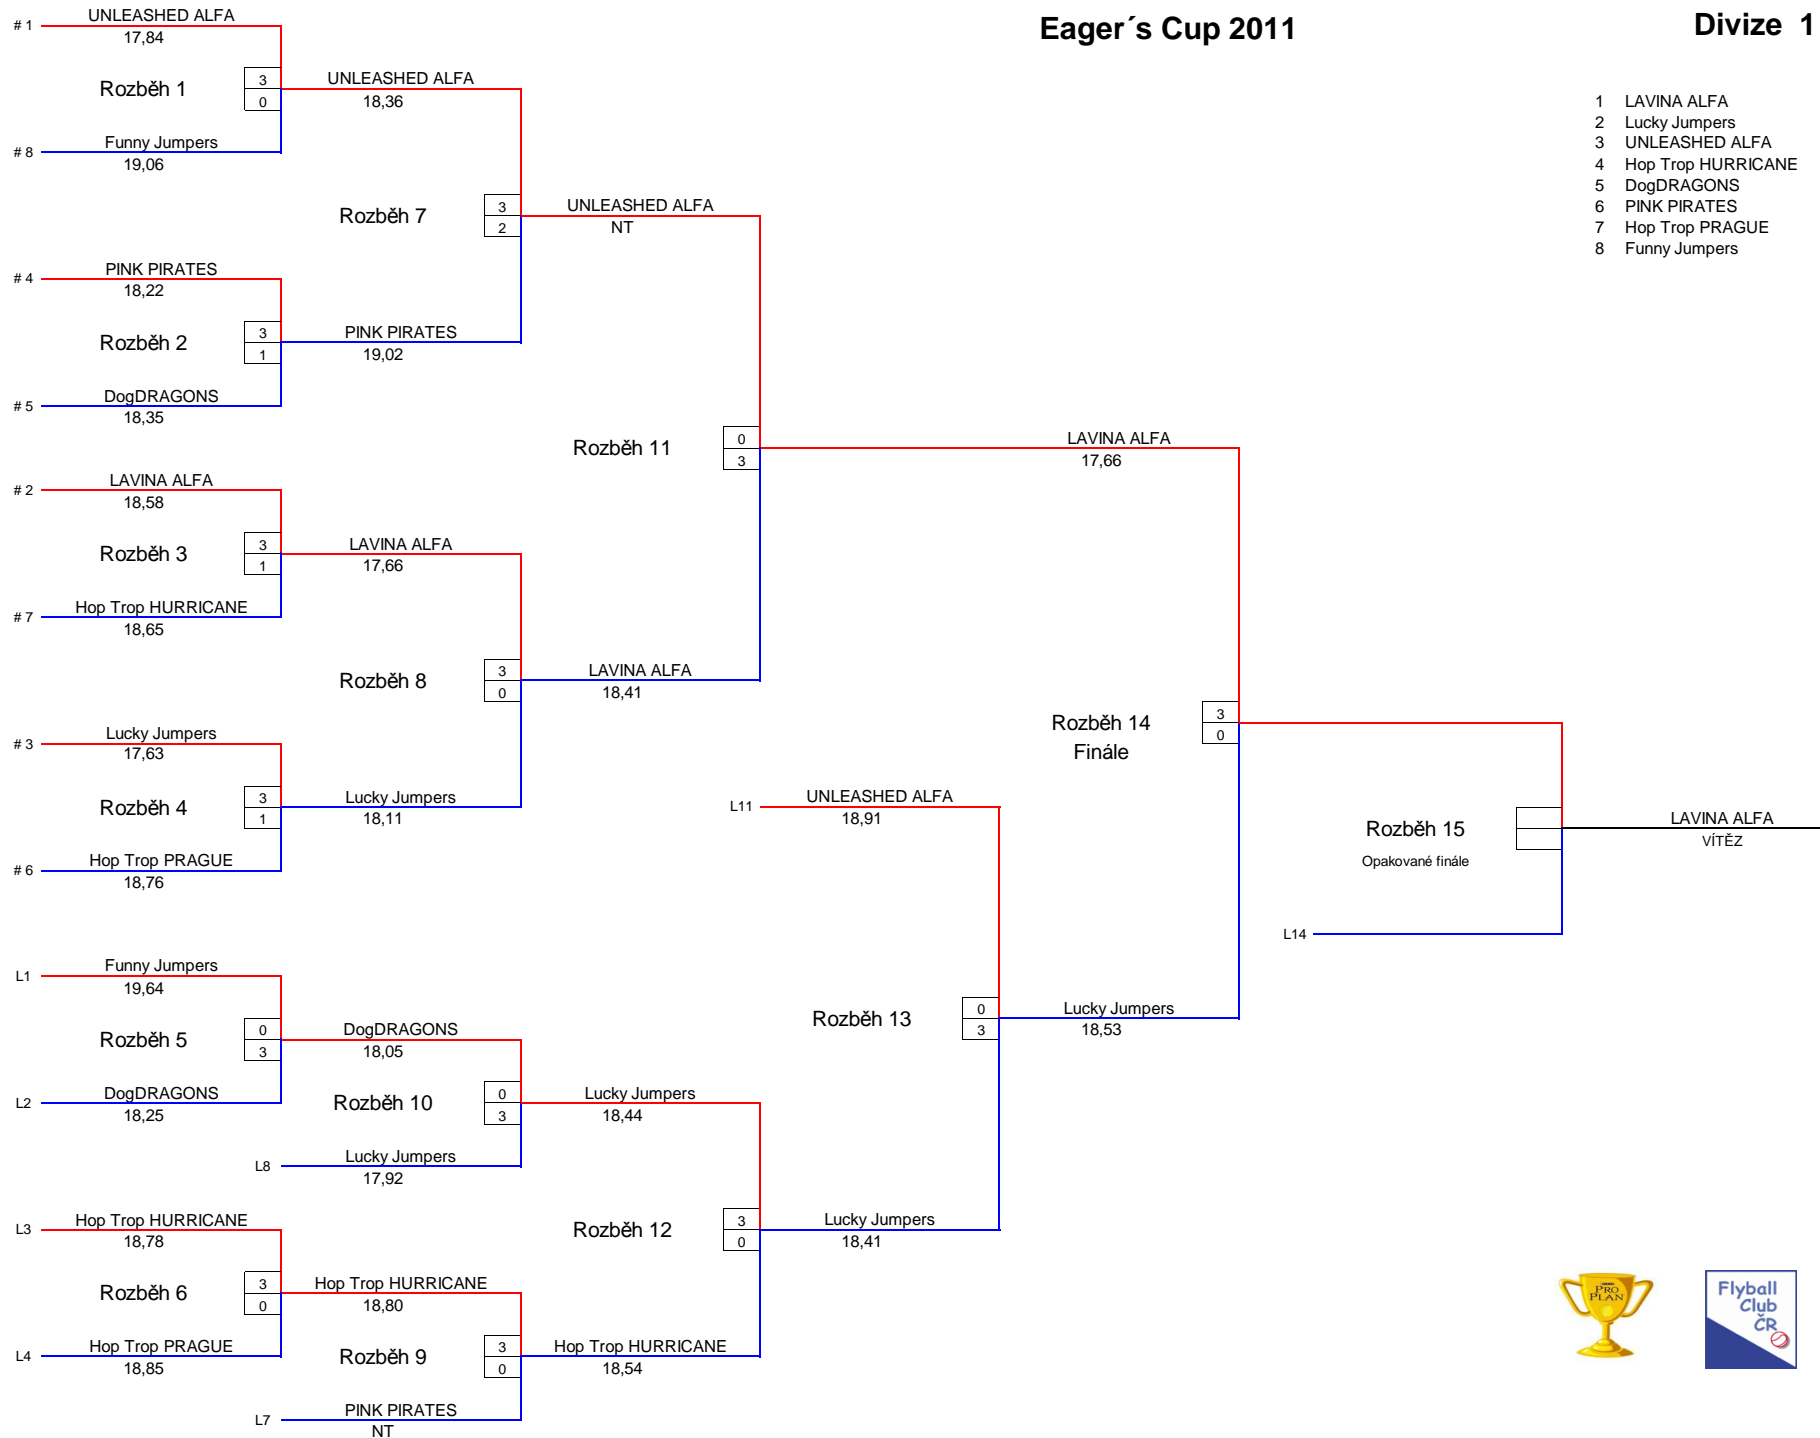 Eager´s Cup 2011
Divize 1
1 LAVINA ALFA
2 Lucky Jumpers
3 UNLEASHED ALFA
4 Hop Trop HURRICANE
5 DogDRAGONS
6 PINK PIRATES
7 Hop Trop PRAGUE
8 Funny Jumpers
# 1 UNLEASHED ALFA
17,84
Rozběh 1
3
0
# 8 Funny Jumpers
19,06
UNLEASHED ALFA
18,36
Rozběh 7
3
2
# 4 PINK PIRATES
18,22
Rozběh 2
3
1
# 5 DogDRAGONS
18,35
PINK PIRATES
19,02
UNLEASHED ALFA
NT
Rozběh 11
0
3
# 2 LAVINA ALFA
18,58
Rozběh 3
3
1
# 7 Hop Trop HURRICANE
18,65
LAVINA ALFA
17,66
Rozběh 8
3
0
# 3 Lucky Jumpers
17,63
Rozběh 4
3
1
# 6 Hop Trop PRAGUE
18,76
Lucky Jumpers
18,11
LAVINA ALFA
18,41
LAVINA ALFA
17,66
Rozběh 14
Finále
3
0
L11 UNLEASHED ALFA
18,91
Rozběh 13
0
3
Lucky Jumpers
18,53
Rozběh 15
Opakované finále
L14
LAVINA ALFA
VÍTĚZ
L1 Funny Jumpers
19,64
Rozběh 5
0
3
L2 DogDRAGONS
18,25
DogDRAGONS
18,05
Rozběh 10
0
3
L8 Lucky Jumpers
17,92
Lucky Jumpers
18,44
Rozběh 12
3
0
Lucky Jumpers
18,41
L3 Hop Trop HURRICANE
18,78
Rozběh 6
3
0
L4 Hop Trop PRAGUE
18,85
Hop Trop HURRICANE
18,80
Rozběh 9
3
0
L7 PINK PIRATES
NT
Hop Trop HURRICANE
18,54
PRO
PLAN
Flyball
Club
ČR